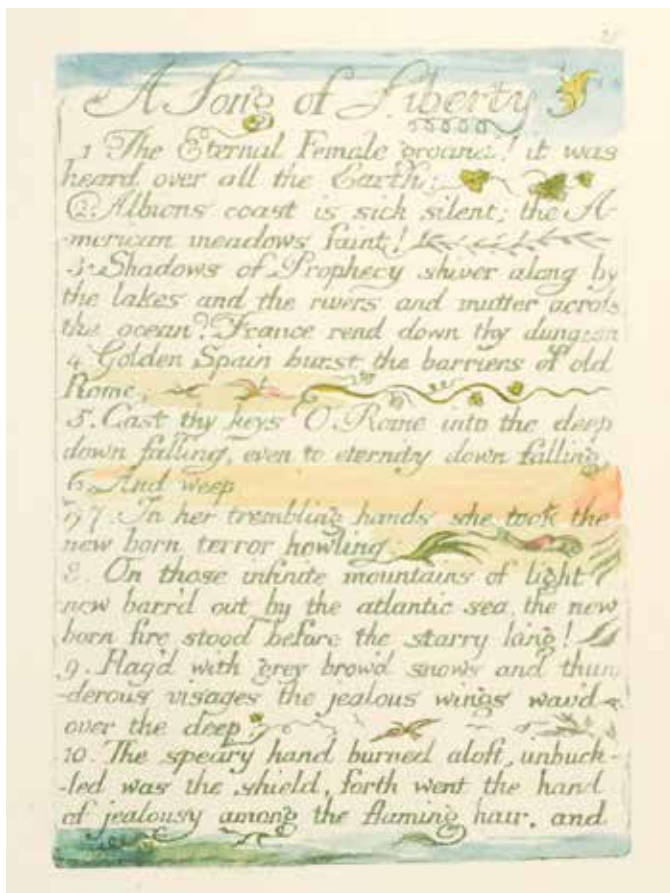 25
A Song of Liberty
1 The Eternal Female groand! it was
heard over all the Earth:
2. Albions coast is sick silent; the A-
-merican meadows faint!
3. Shadows of Prophecy shiver along by
the lakes and the rivers and mutter across
the ocean? France rend down thy dungeon
4 Golden Spain burst the barriers of old
Rome;
5. Cast thy keys O Rome into the deep
down falling, even to eternity down falling,
6. And weep
7. In her trembling hands she took the
new born terror howling
8. On those infinite mountains of light
now barr'd out by the atlantic sea, the new
born fire stood before the starry king!
9. Flag'd with grey brow'd snows and thun
-derous visages the jealous wings wav'd
over the deep.
10. The speary hand burned aloft, unbuck-
-led was the shield, forth went the hand
of jealousy among the flaming hair, and